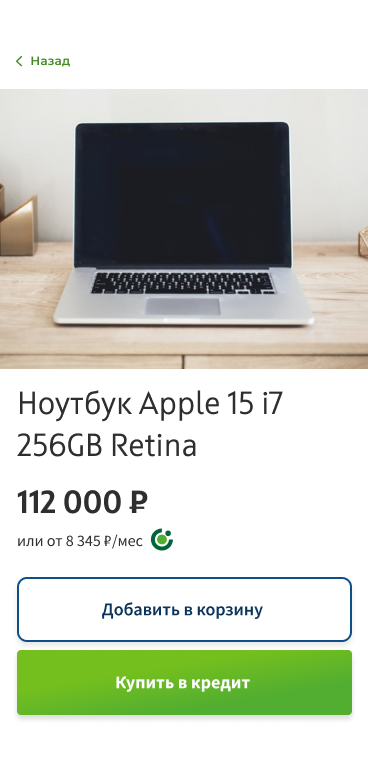 Назад
Ноутбук Apple 15 i7
256GB Retina
112 000 ₽
или от 8 345 ₽/мес
Добавить в корзину
Купить в кредит